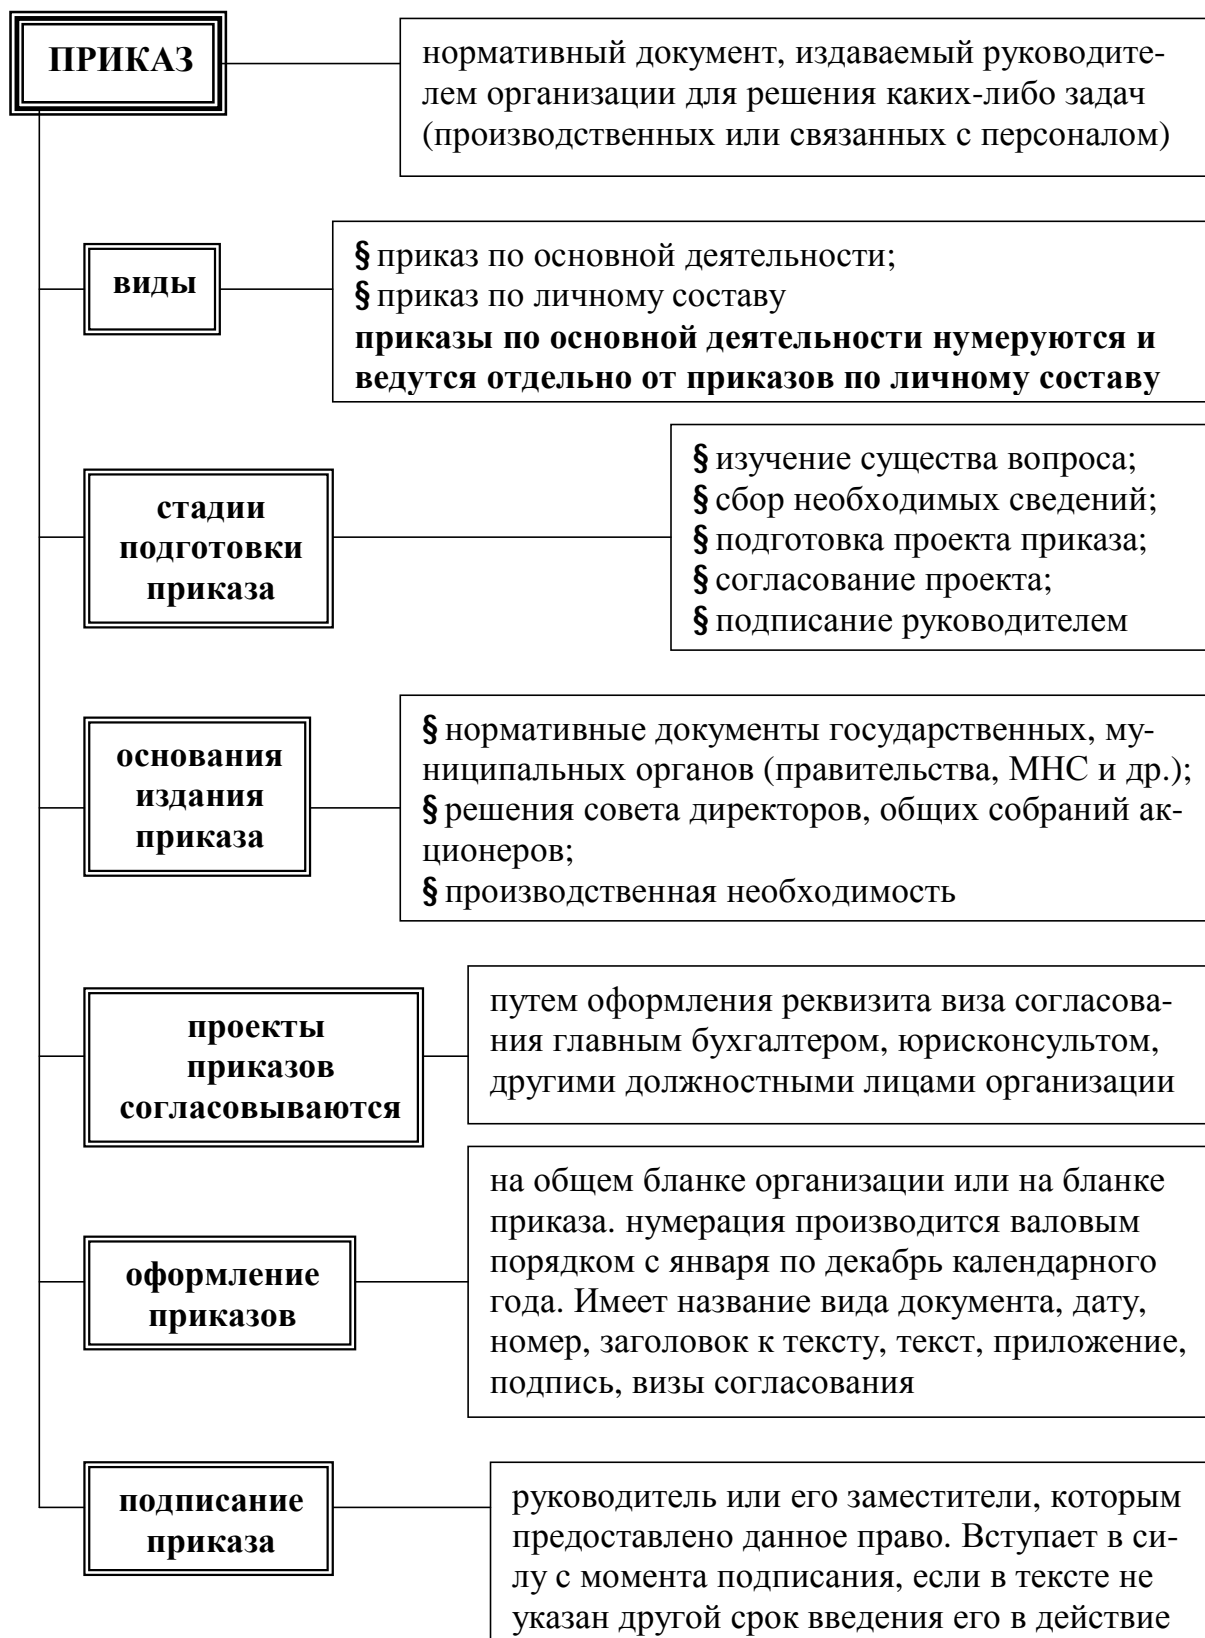 ПРИКАЗ
нормативный документ, издаваемый руководите-
лем организации для решения каких-либо задач
(производственных или связанных с персоналом)
виды
§ приказ по основной деятельности;
§ приказ по личному составу
приказы по основной деятельности нумеруются и
ведутся отдельно от приказов по личному составу
стадии
подготовки
приказа
§ изучение существа вопроса;
§ сбор необходимых сведений;
§ подготовка проекта приказа;
§ согласование проекта;
§ подписание руководителем
основания
издания
приказа
§ нормативные документы государственных, му-
ниципальных органов (правительства, МНС и др.);
§ решения совета директоров, общих собраний ак-
ционеров;
§ производственная необходимость
проекты
приказов
согласовываются
путем оформления реквизита виза согласова-
ния главным бухгалтером, юрисконсультом,
другими должностными лицами организации
оформление
приказов
на общем бланке организации или на бланке
приказа. нумерация производится валовым
порядком с января по декабрь календарного
года. Имеет название вида документа, дату,
номер, заголовок к тексту, текст, приложение,
подпись, визы согласования
подписание
приказа
руководитель или его заместители, которым
предоставлено данное право. Вступает в си-
лу с момента подписания, если в тексте не
указан другой срок введения его в действие